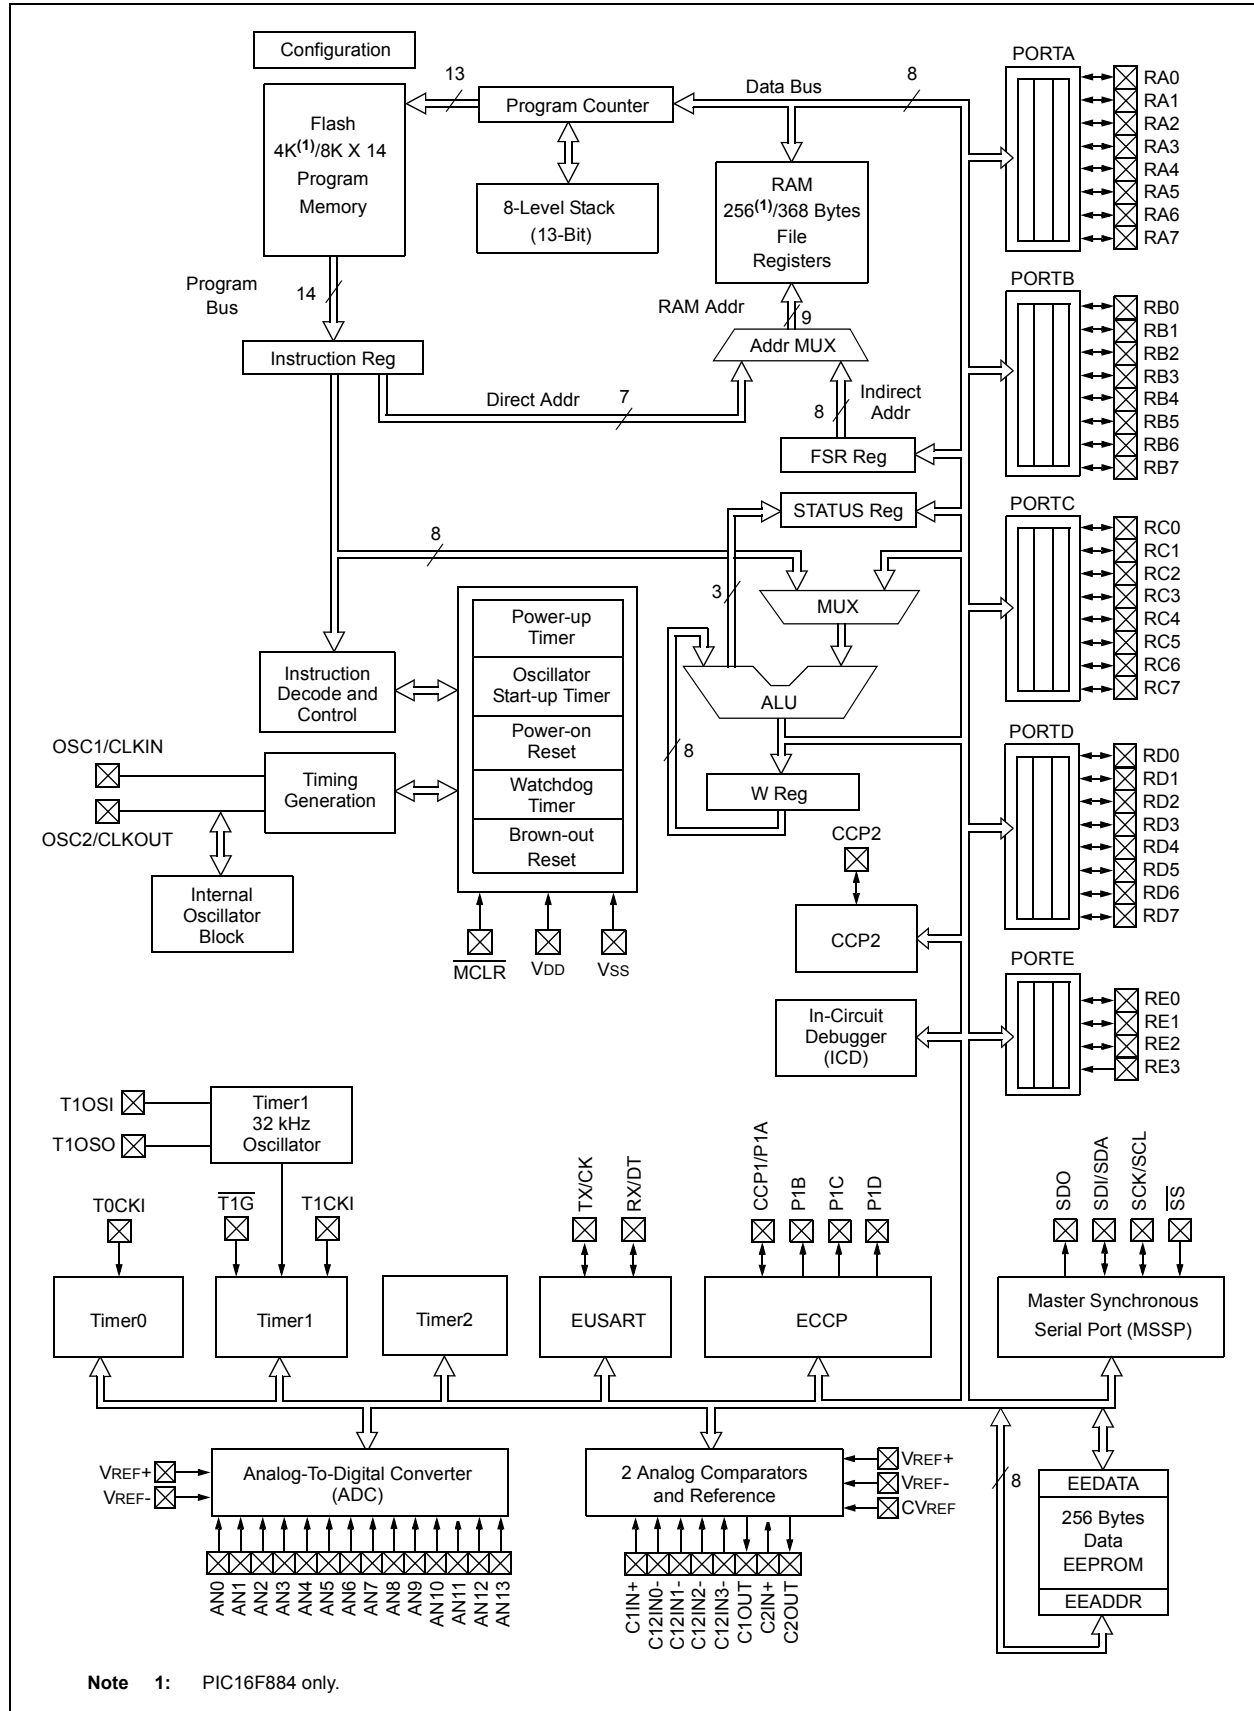 Configuration
Flash
4K(1)/8K X 14
Program
Memory
13
Program Counter
Data Bus
8
8-Level Stack
(13-Bit)
RAM
256(1)/368 Bytes
File
Registers
PORTA
RA0
RA1
RA2
RA3
RA4
RA5
RA6
RA7
Program
Bus
14
RAM Addr
9
Addr MUX
Instruction Reg
Direct Addr
7
8
Indirect
Addr
FSR Reg
STATUS Reg
PORTB
RB0
RB1
RB2
RB3
RB4
RB5
RB6
RB7
8
3
MUX
PORTC
RC0
RC1
RC2
RC3
RC4
RC5
RC6
RC7
Power-up
Timer
Oscillator
Start-up Timer
Power-on
Reset
Watchdog
Timer
Brown-out
Reset
Instruction
Decode and
Control
ALU
8
W Reg
OSC1/CLKIN
Timing
Generation
OSC2/CLKOUT
Internal
Oscillator
Block
MCLR
VDD
VSS
PORTD
RD0
RD1
RD2
RD3
RD4
RD5
RD6
RD7
CCP2
CCP2
In-Circuit
Debugger
(ICD)
PORTE
RE0
RE1
RE2
RE3
T1OSI
T1OSO
Timer1
32 kHz
Oscillator
T0CKI
T1G
T1CKI
TX/CK
RX/DT
CCP1/P1A
P1B
P1C
P1D
SDO
SDI/SDA
SCK/SCL
SS
Timer0
Timer1
Timer2
EUSART
ECCP
Master Synchronous
Serial Port (MSSP)
VREF+
VREF-
Analog-To-Digital Converter
(ADC)
AN0
AN1
AN2
AN3
AN4
AN5
AN6
AN7
AN8
AN9
AN10
AN11
AN12
AN13
2 Analog Comparators
and Reference
VREF+
VREF-
CVREF
C1IN+
C12IN0-
C12IN1-
C12IN2-
C12IN3-
C1OUT
C2IN+
C2OUT
8
EEDATA
256 Bytes
Data
EEPROM
EEADDR
Note 1: PIC16F884 only.